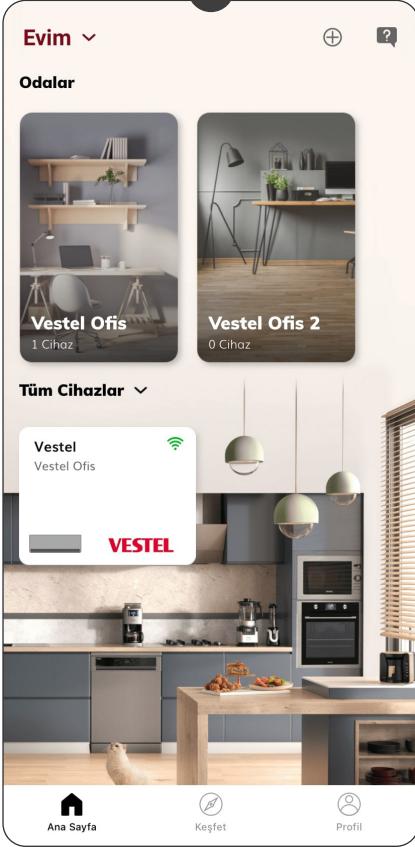 Evim
Odalar
Vestel Ofis
1 Cihaz
Vestel Ofis 2
0 Cihaz
Tüm Cihazlar
Vestel
Vestel Ofis
VESTEL
Ana Sayfa
Keşfet
Profil